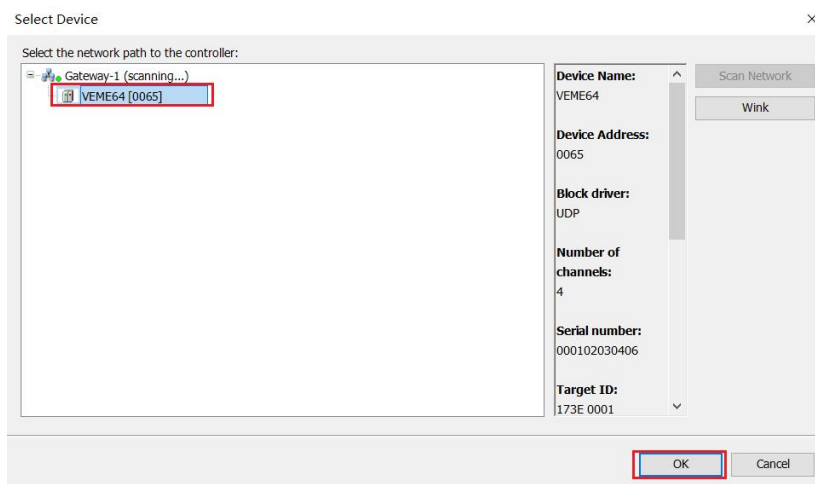 Select Device
Select the network path to the controller:
Gateway-1 (scanning...)
VEME64 [0065]
Device Name:
VEME64
Device Address:
0065
Block driver:
UDP
Number of
channels:
4
Serial number:
000102030406
Target ID:
173E 0001
Scan Network
Wink
OK
Cancel